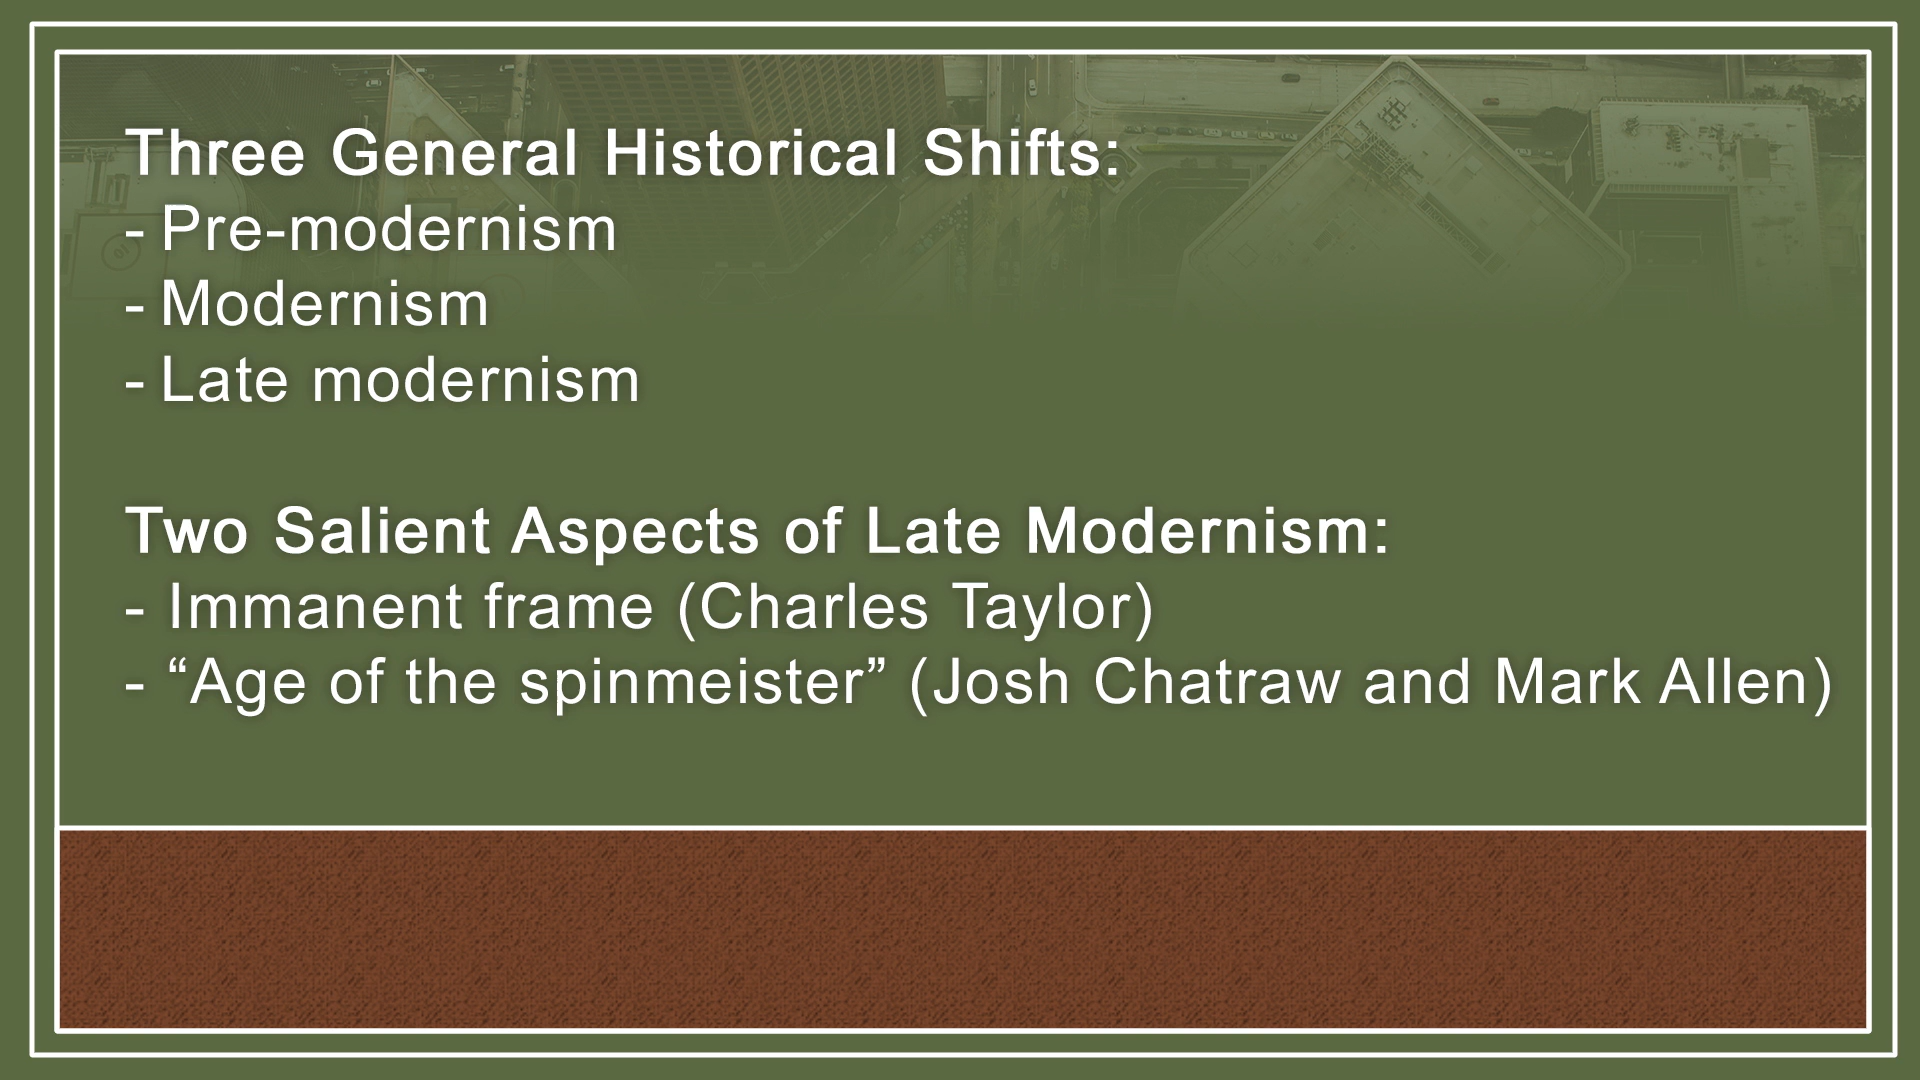 Three General Historical Shifts:
- Pre-modernism
- Modernism
- Late modernism
Two Salient Aspects of Late Modernism:
- Immanent frame (Charles Taylor)
- “Age of the spinmeister” (Josh Chatraw and Mark Allen)